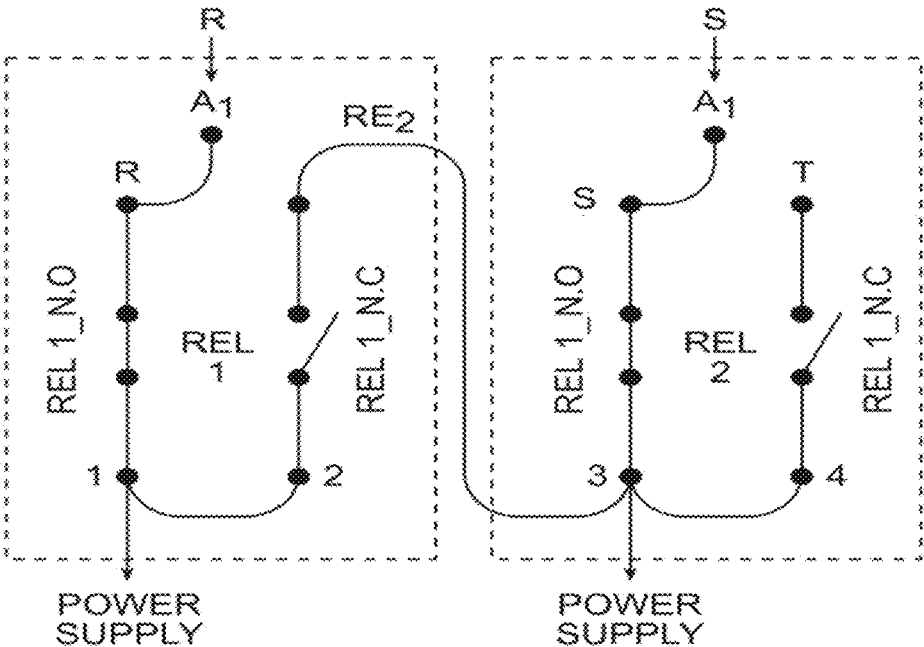 R
S
A1
A1
RE2
R
S
T
REL 1_N.O
REL
1
REL 1_N.C
REL 1_N.O
REL
2
REL 1_N.C
1
2
3
4
POWER
SUPPLY
POWER
SUPPLY